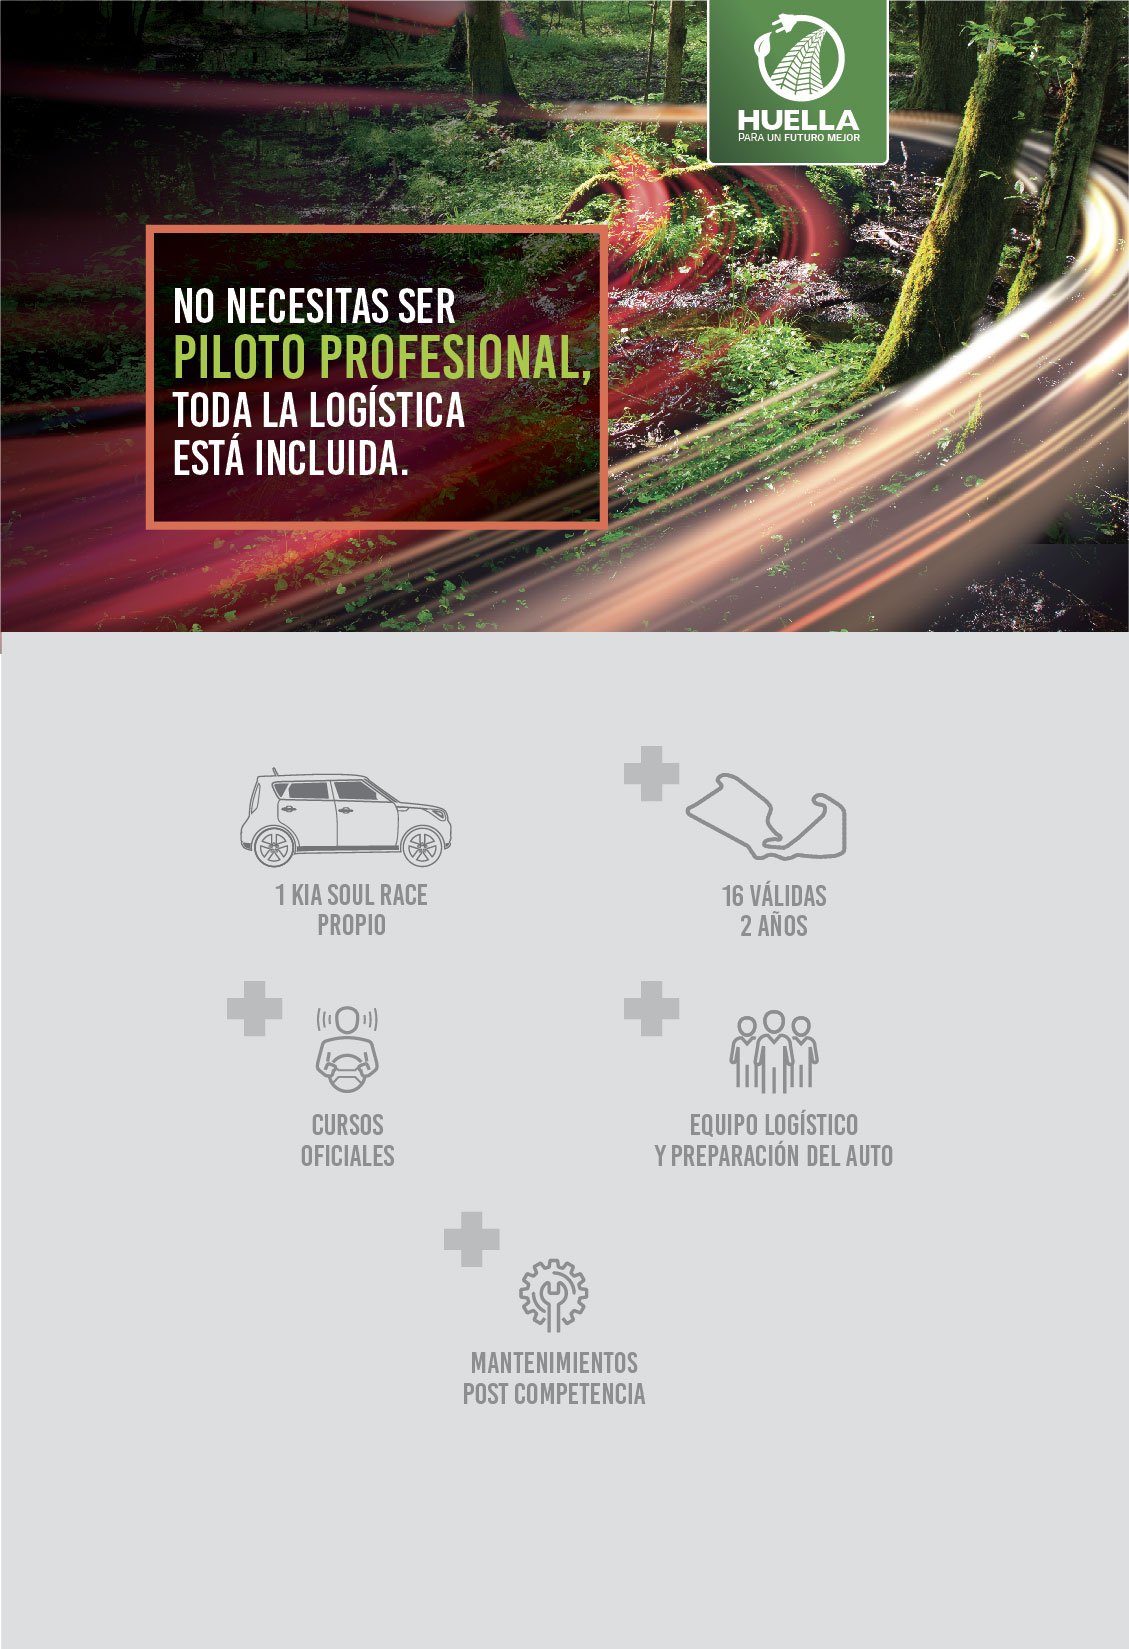 HUELLA
PARA UN FUTURO MEJOR
NO NECESITAS SER
PILOTO PROFESIONAL,
TODA LA LOGÍSTICA
ESTÁ INCLUIDA.
1 KIA SOUL RACE
PROPIO
16 VÁLIDAS
2 AÑOS
CURSOS
OFICIALES
EQUIPO LOGÍSTICO
Y PREPARACIÓN DEL AUTO
MANTENIMIENTOS
POST COMPETENCIA